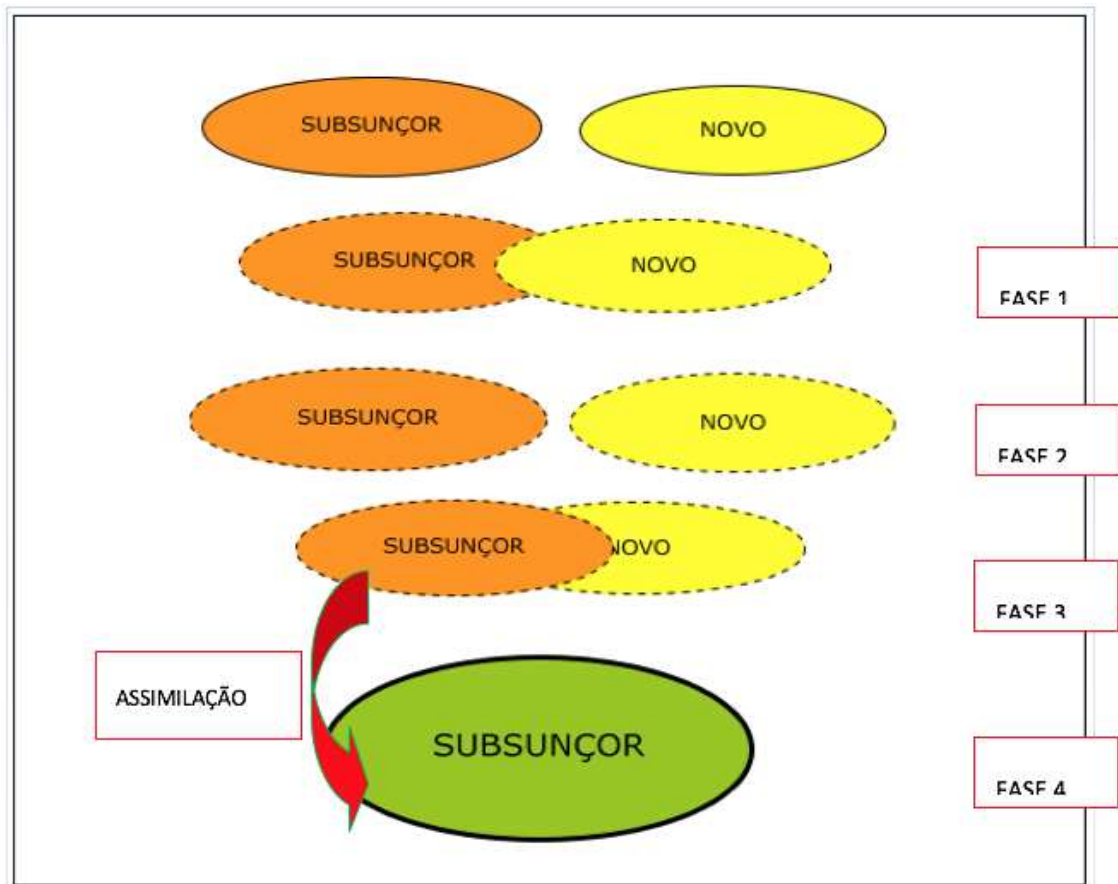 SUBSUNÇOR NOVO
SUBSUNÇOR NOVO
FASE 1
SUBSUNÇOR NOVO
FASE 2
SUBSUNÇOR NOVO
FASE 3
ASSIMILAÇÃO
SUBSUNÇOR
FASE 4